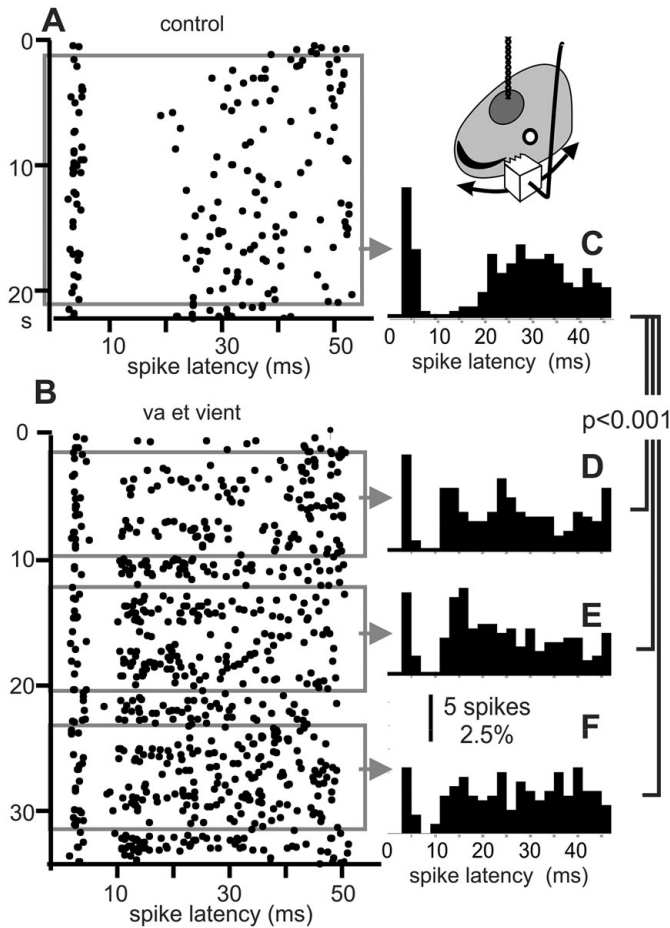 A
control
0
10
20
s
10 30 50
spike latency (ms)
C
0 10 20 30 40
spike latency (ms)
B
va et vient
0
10
20
30
10 30 50
spike latency (ms)
p<0.001
D
E
5 spikes
2.5%
F
0 10 20 30 40
spike latency (ms)